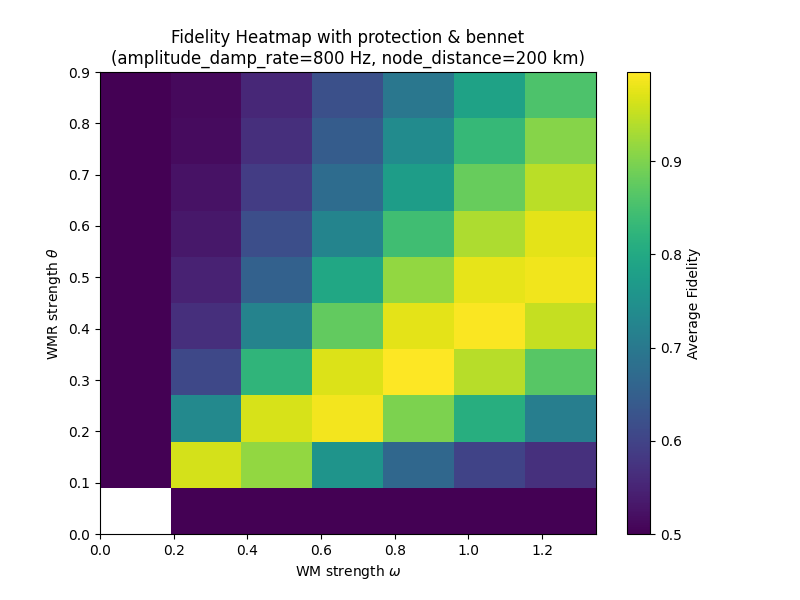 Fidelity Heatmap with protection & bennet
(amplitude_damp_rate=800 Hz, node_distance=200 km)
0.9
0.8
0.7
0.6
0.5
0.4
0.3
0.2
0.1
0.0
WMR strength θ
0.0 0.2 0.4 0.6 0.8 1.0 1.2
WM strength ω
0.9
0.8
0.7
0.6
0.5
Average Fidelity